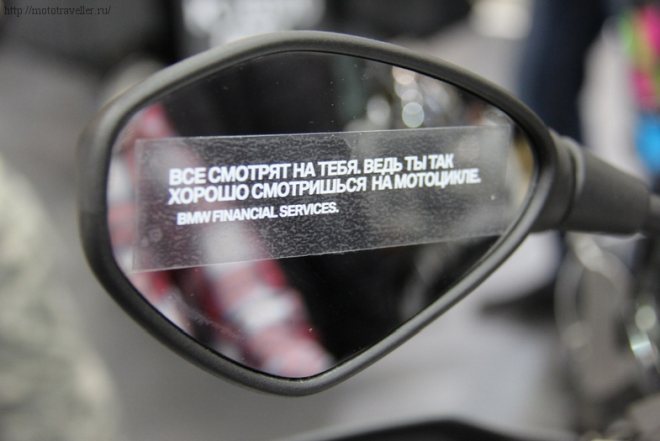 http://mototraveller.ru/
ВСЕ СМОТРЯТ НА ТЕБЯ. ВЕДЬ ТЫ ТАК
ХОРОШО СМОТРИШЬСЯ НА МОТОЦИКЛЕ.
BMW FINANCIAL SERVICES.